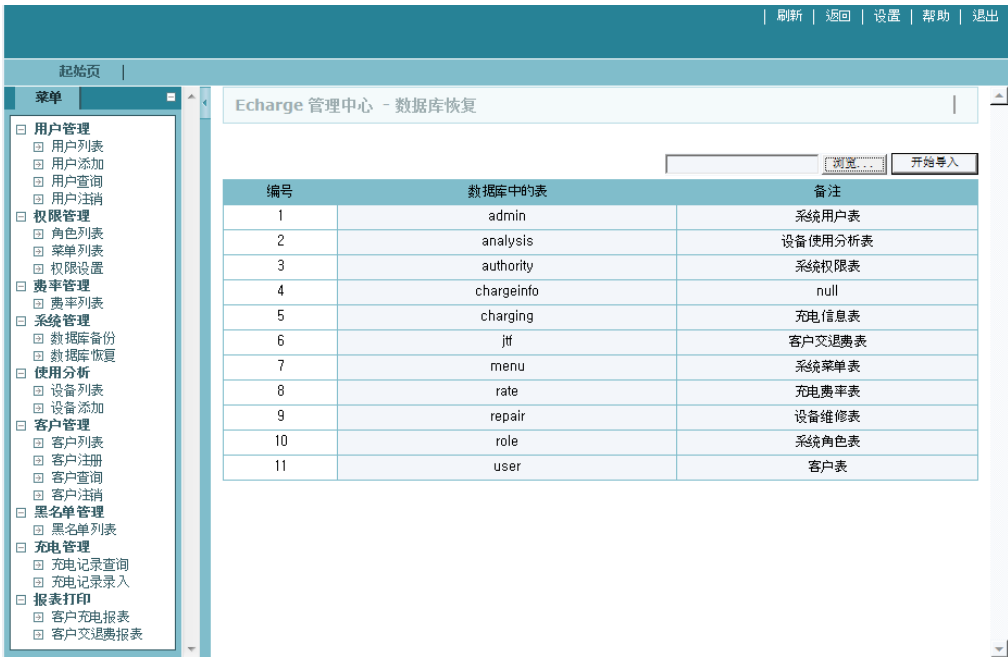 | 刷新 | 返回 | 设置 | 帮助 | 退出
起始页 |
菜单
用户管理
用户列表
用户添加
用户查询
用户注销
权限管理
角色列表
菜单列表
权限设置
费率管理
费率列表
系统管理
数据库备份
数据库恢复
使用分析
设备列表
设备添加
客户管理
客户列表
客户注册
客户查询
客户注销
黑名单管理
黑名单列表
充电管理
充电记录查询
充电记录录入
报表打印
客户充电报表
客户交退费报表
Echarge 管理中心 - 数据库恢复 |
浏览... 开始导入
编号 数据库中的表 备注
1 admin 系统用户表
2 analysis 设备使用分析表
3 authority 系统权限表
4 chargeinfo null
5 charging 充电信息表
6 jtf 客户交退费表
7 menu 系统菜单表
8 rate 充电费率表
9 repair 设备维修表
10 role 系统角色表
11 user 客户表